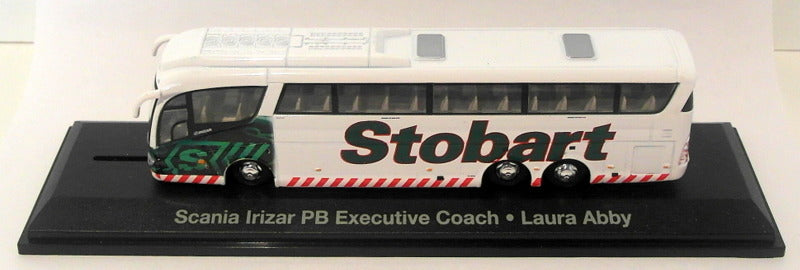 Stobart
Scania Irizar PB Executive Coach • Laura Abby